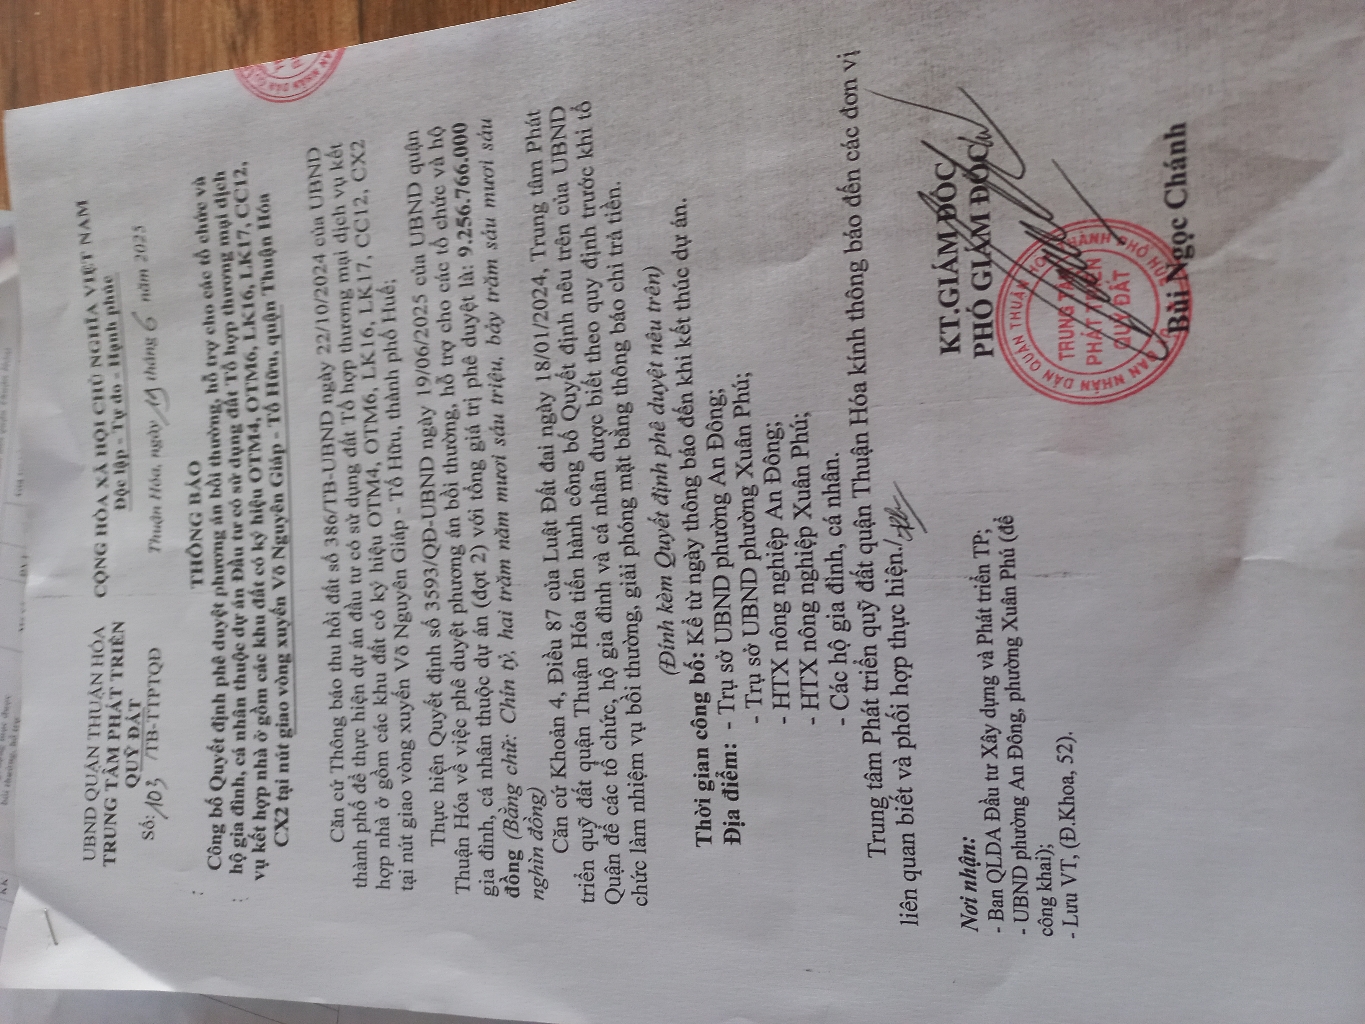 UBND QUẬN THUẬN HÓA
TRUNG TÂM PHÁT TRIỂN
QUỸ ĐẤT
Số: 103 /TB-TTPTQĐ
CỘNG HÒA XÃ HỘI CHỦ NGHĨA VIỆT NAM
Độc lập - Tự do - Hạnh phúc
Thuận Hóa, ngày 19 tháng 6 năm 2025
THÔNG BÁO
Công bố Quyết định phê duyệt phương án bồi thường, hỗ trợ cho các tổ chức và
hộ gia đình, cá nhân thuộc dự án Đầu tư có sử dụng đất Tổ hợp thương mại dịch
vụ kết hợp nhà ở gồm các khu đất có ký hiệu OTM4, OTM6, LK16, LK17, CC12,
CX2 tại nút giao vòng xuyến Võ Nguyên Giáp - Tố Hữu, quận Thuận Hóa
Căn cứ Thông báo thu hồi đất số 386/TB-UBND ngày 22/10/2024 của UBND
thành phố để thực hiện dự án đầu tư có sử dụng đất Tổ hợp thương mại dịch vụ kết
hợp nhà ở gồm các khu đất có ký hiệu OTM4, OTM6, LK16, LK17, CC12, CX2
tại nút giao vòng xuyến Võ Nguyên Giáp - Tố Hữu, thành phố Huế;
Thực hiện Quyết định số 3593/QĐ-UBND ngày 19/06/2025 của UBND quận
Thuận Hóa về việc phê duyệt phương án bồi thường, hỗ trợ cho các tổ chức và hộ
gia đình, cá nhân thuộc dự án (đợt 2) với tổng giá trị phê duyệt là: 9.256.766.000
đồng (Bằng chữ: Chín tỷ, hai trăm năm mươi sáu triệu, bảy trăm sáu mươi sáu
nghìn đồng)
Căn cứ Khoản 4, Điều 87 của Luật Đất đai ngày 18/01/2024, Trung tâm Phát
triển quỹ đất quận Thuận Hóa tiến hành công bố Quyết định nêu trên của UBND
Quận để các tổ chức, hộ gia đình và cá nhân được biết theo quy định trước khi tổ
chức làm nhiệm vụ bồi thường, giải phóng mặt bằng thông báo chi trả tiền.
(Đính kèm Quyết định phê duyệt nêu trên)
Thời gian công bố: Kể từ ngày thông báo đến khi kết thúc dự án.
Địa điểm: - Trụ sở UBND phường An Đông;
- Trụ sở UBND phường Xuân Phú;
- HTX nông nghiệp An Đông;
- HTX nông nghiệp Xuân Phú;
- Các hộ gia đình, cá nhân.
Trung tâm Phát triển quỹ đất quận Thuận Hóa kính thông báo đến các đơn vị
liên quan biết và phối hợp thực hiện./
Nơi nhận:
- Ban QLDA Đầu tư Xây dựng và Phát triển TP;
- UBND phường An Đông, phường Xuân Phú (để
công khai);
- Lưu VT, (Đ.Khoa, 52).
KT.GIÁM ĐỐC
PHÓ GIÁM ĐỐC
TRUNG TÂM
PHÁT TRIỂN
QUỸ ĐẤT
Bùi Ngọc Chánh